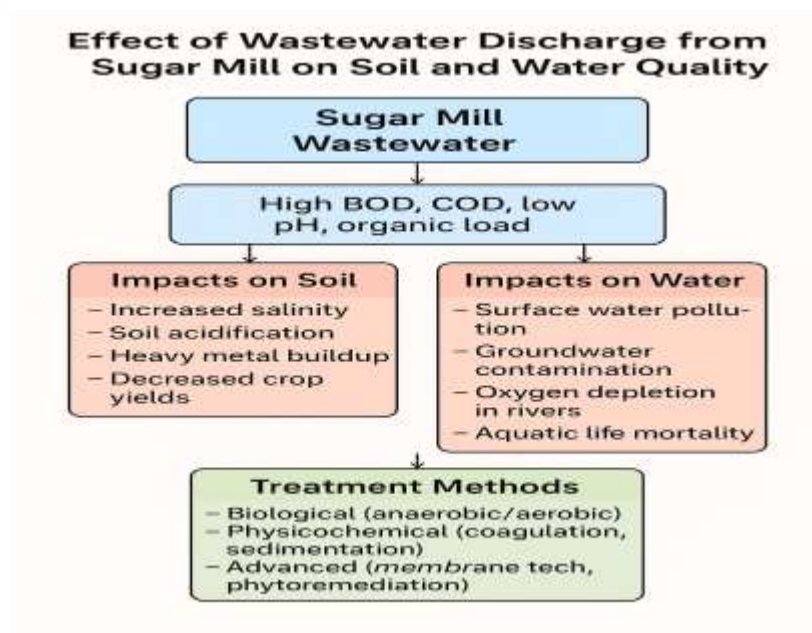 Effect of Wastewater Discharge from
Sugar Mill on Soil and Water Quality
Sugar Mill
Wastewater
High BOD, COD, low
pH, organic load
Impacts on Soil
– Increased salinity
– Soil acidification
– Heavy metal buildup
– Decreased crop
yields
Impacts on Water
– Surface water pollu-
tion
– Groundwater
contamination
– Oxygen depletion
in rivers
– Aquatic life mortality
Treatment Methods
– Biological (anaerobic/aerobic)
– Physicochemical (coagulation,
sedimentation)
– Advanced (membrane tech,
phytoremediation)